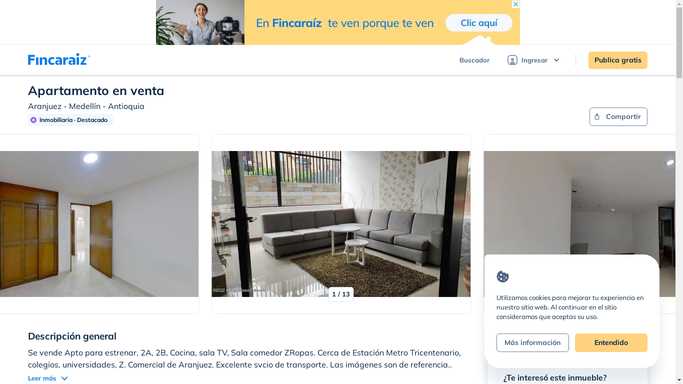 En Fincaraíz te ven porque te ven
Clic aquí
Fincaraíz
Buscador
Ingresar
Publica gratis
Apartamento en venta
Aranjuez - Medellín - Antioquia
Inmobiliaria - Destacado
Compartir
1 / 13
Descripción general
Se vende Apto para estrenar, 2A, 2B, Cocina, sala TV, Sala comedor ZRopas. Cerca de Estación Metro Tricentenario,
colegios, universidades, Z. Comercial de Aranjuez. Excelente svcio de transporte. Las imágenes son de referencia..
Leer más
Utilizamos cookies para mejorar tu experiencia en
nuestro sitio web. Al continuar en el sitio
consideramos que aceptas su uso.
Más información
Entendido
¿Te interesó este inmueble?